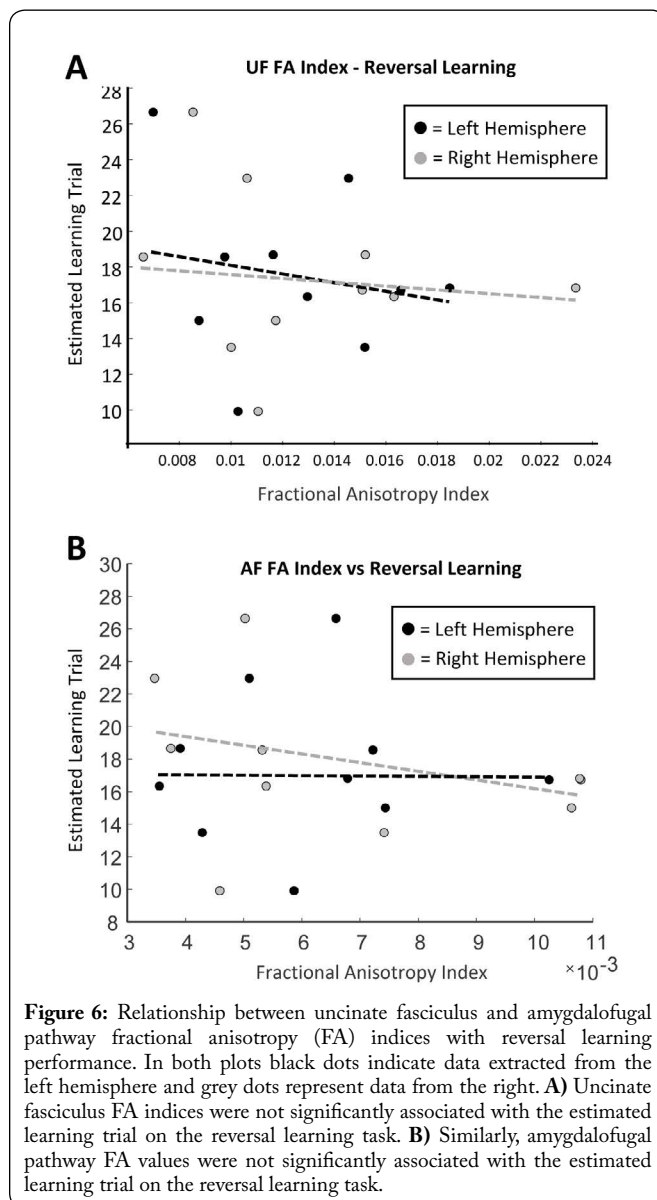 A
UF FA Index - Reversal Learning
28
26
24
22
20
18
16
14
12
10
Estimated Learning Trial
= Left Hemisphere
= Right Hemisphere
0.008 0.01 0.012 0.014 0.016 0.018 0.02 0.022 0.024
Fractional Anisotropy Index
B
AF FA Index vs Reversal Learning
30
28
26
24
22
20
18
16
14
12
10
8
Estimated Learning Trial
= Left Hemisphere
= Right Hemisphere
3 4 5 6 7 8 9 10 11
Fractional Anisotropy Index ×10⁻³
Figure 6: Relationship between uncinate fasciculus and amygdalofugal
pathway fractional anisotropy (FA) indices with reversal learning
performance. In both plots black dots indicate data extracted from the
left hemisphere and grey dots represent data from the right. A) Uncinate
fasciculus FA indices were not significantly associated with the estimated
learning trial on the reversal learning task. B) Similarly, amygdalofugal
pathway FA values were not significantly associated with the estimated
learning trial on the reversal learning task.